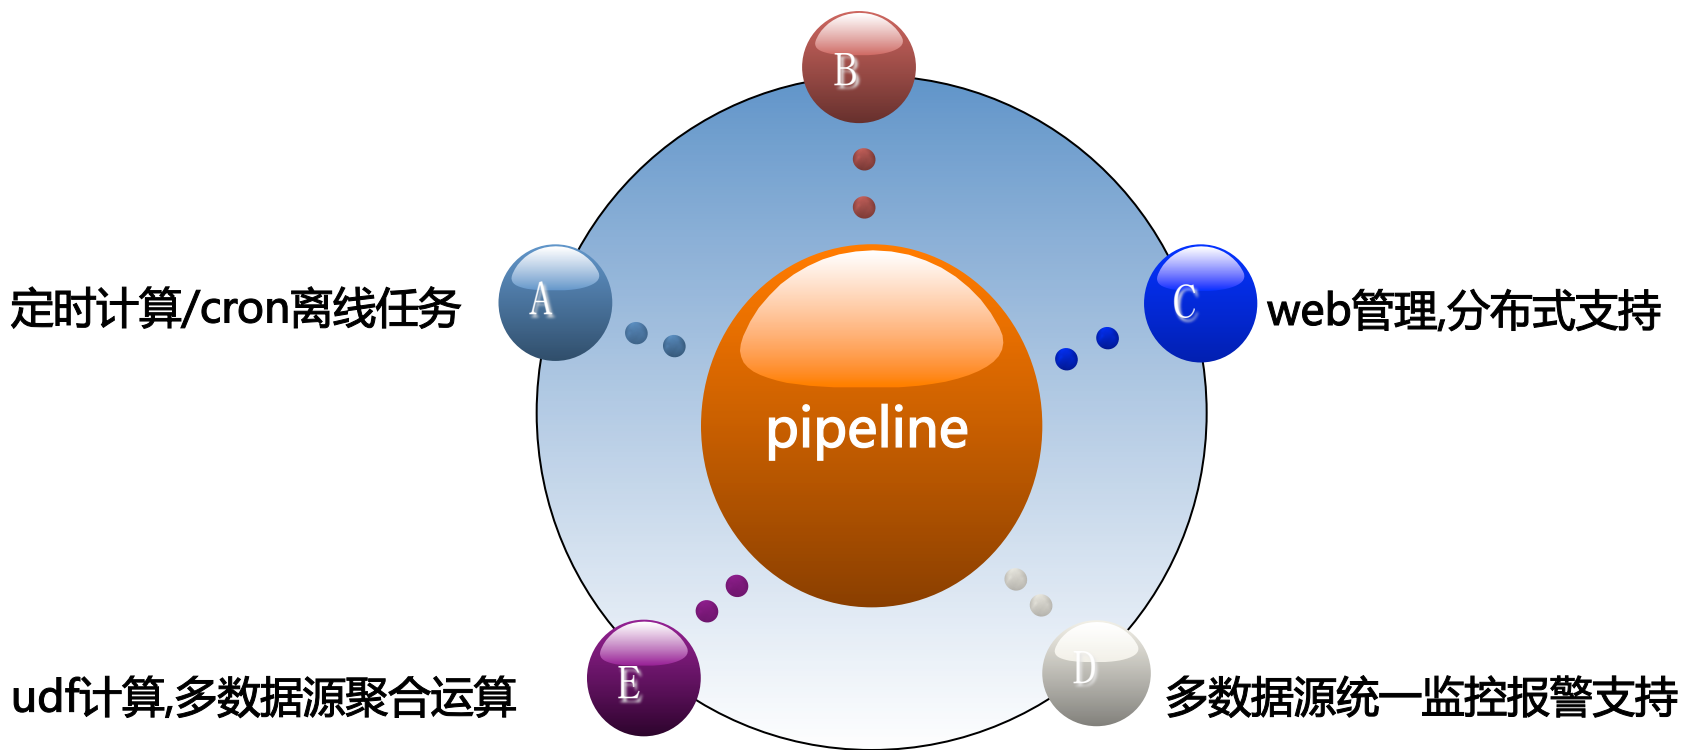 B
定时计算/cron离线任务
A
C
web管理,分布式支持
pipeline
udf计算,多数据源聚合运算
E
D
多数据源统一监控报警支持